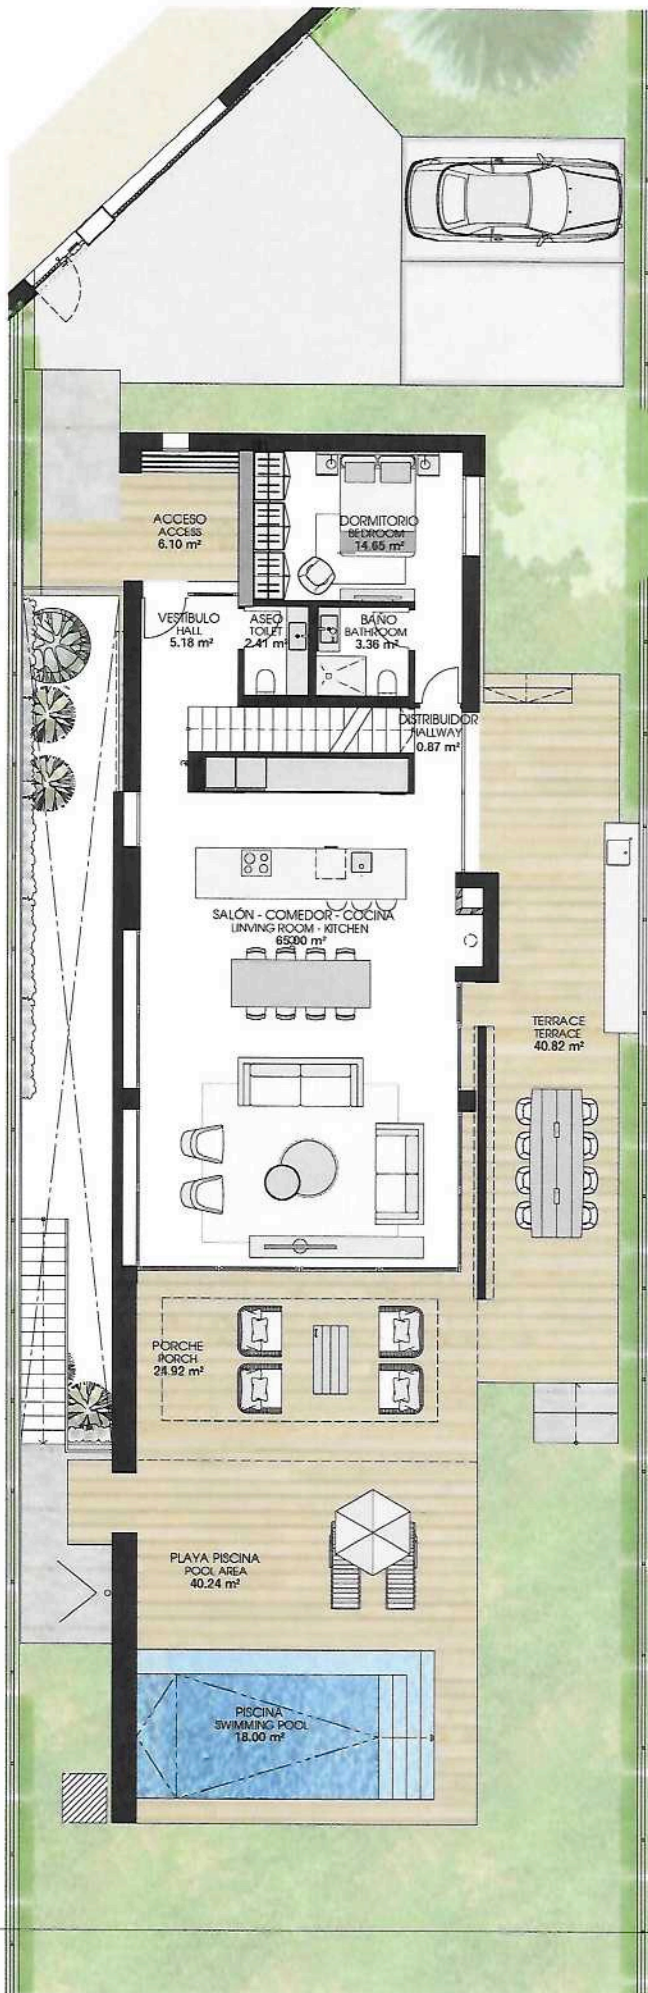 ACCESO
ACCESS
6.10 m²
DORMITORIO
BEDROOM
14.65 m²
VESTÍBULO
HALL
5.18 m²
ASEO
TOILET
2.41 m²
BAÑO
BATHROOM
3.36 m²
DISTRIBUIDOR
HALLWAY
0.87 m²
SALÓN - COMEDOR - COCINA
LINVING ROOM - KITCHEN
65.00 m²
TERRACE
TERRACE
40.82 m²
PORCHE
PORCH
24.92 m²
PLAYA PISCINA
POOL AREA
40.24 m²
PISCINA
SWIMMING POOL
18.00 m²